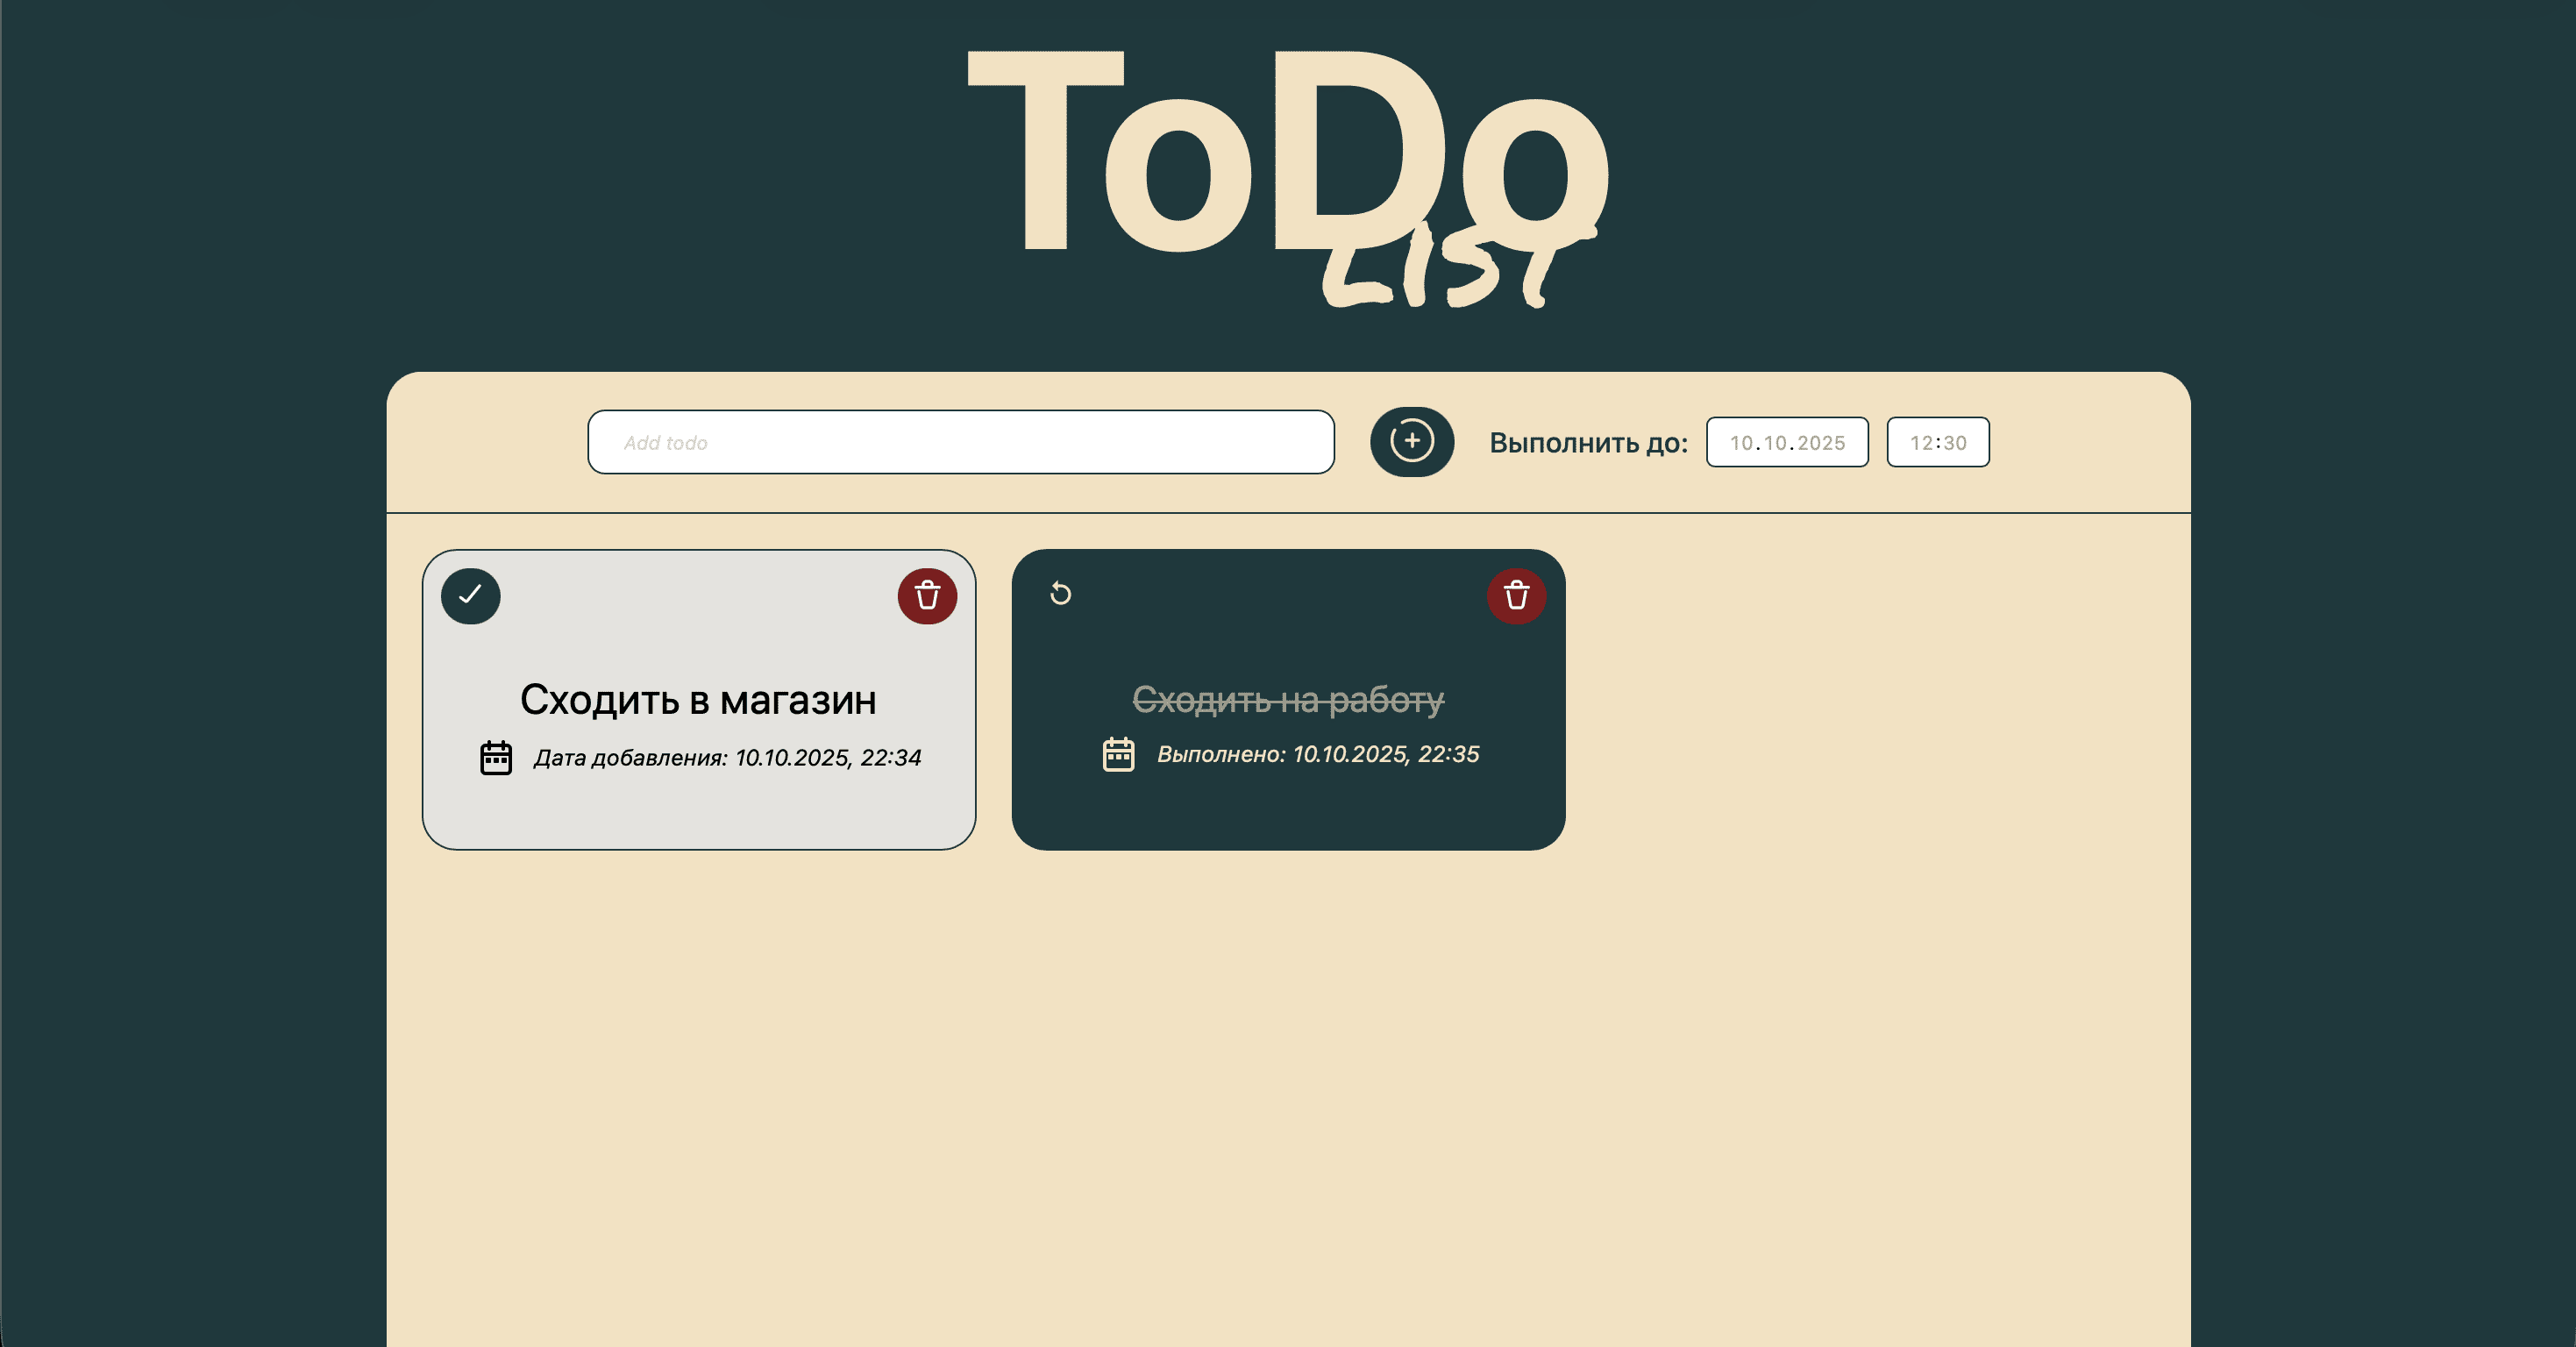 ToDo
LIST
Add todo
Выполнить до:
10.10.2025
12:30
Сходить в магазин
Дата добавления: 10.10.2025, 22:34
Сходить на работу
Выполнено: 10.10.2025, 22:35